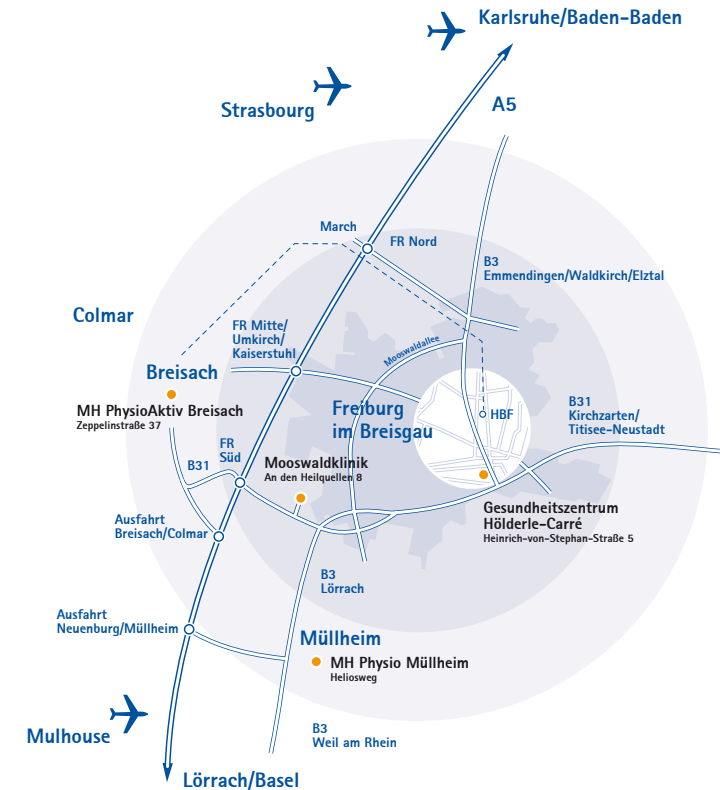 Karlsruhe/Baden-Baden
Strasbourg
A5
March
FR Nord
B3
Emmendingen/Waldkirch/Elztal
Colmar
FR Mitte/
Umkirch/
Kaiserstuhl
Mooswaldallee
Breisach
MH PhysioAktiv Breisach
Zeppelinstraße 37
Freiburg
im Breisgau
HBF
B31
Kirchzarten/
Titisee-Neustadt
FR
Süd
B31
Mooswaldklinik
An den Heilquellen 8
Gesundheitszentrum
Hölderle-Carré
Heinrich-von-Stephan-Straße 5
Ausfahrt
Breisach/Colmar
B3
Lörrach
Ausfahrt
Neuenburg/Müllheim
Müllheim
MH Physio Müllheim
Heliosweg
Mulhouse
B3
Weil am Rhein
Lörrach/Basel